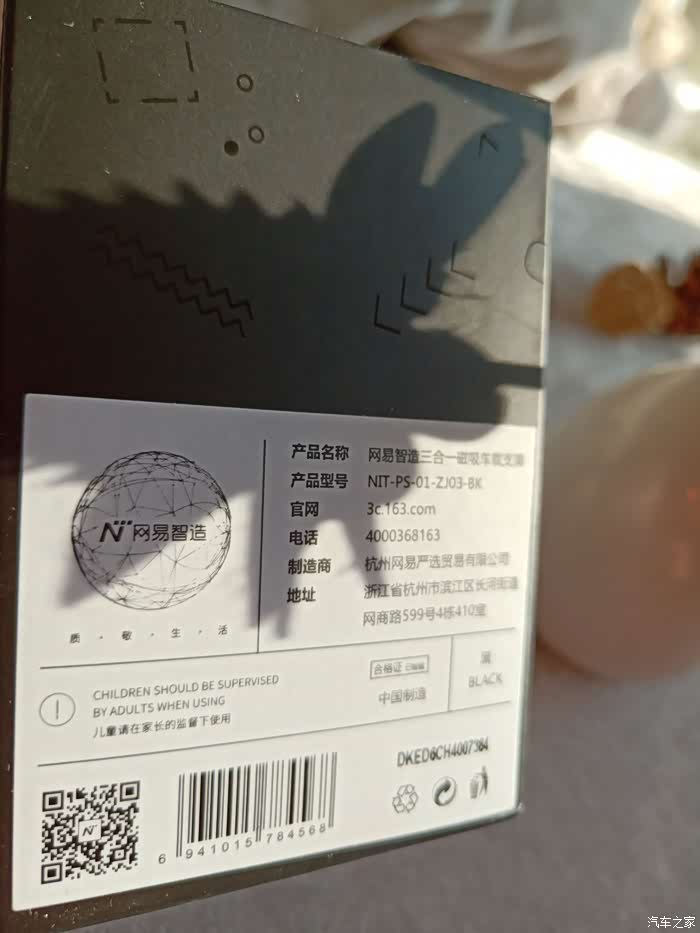 产品名称 网易智造三合一磁吸车载支架
产品型号 NIT-PS-01-ZJ03-BK
官网 3c.163.com
电话 4000368163
制造商 杭州网易严选贸易有限公司
地址 浙江省杭州市滨江区长河街道
网商路599号4栋410室
网易智造
质·敬·生·活
CHILDREN SHOULD BE SUPERVISED
BY ADULTS WHEN USING
儿童请在家长的监督下使用
合格证
中国制造
黑
BLACK
6 941015 784568
汽车之家